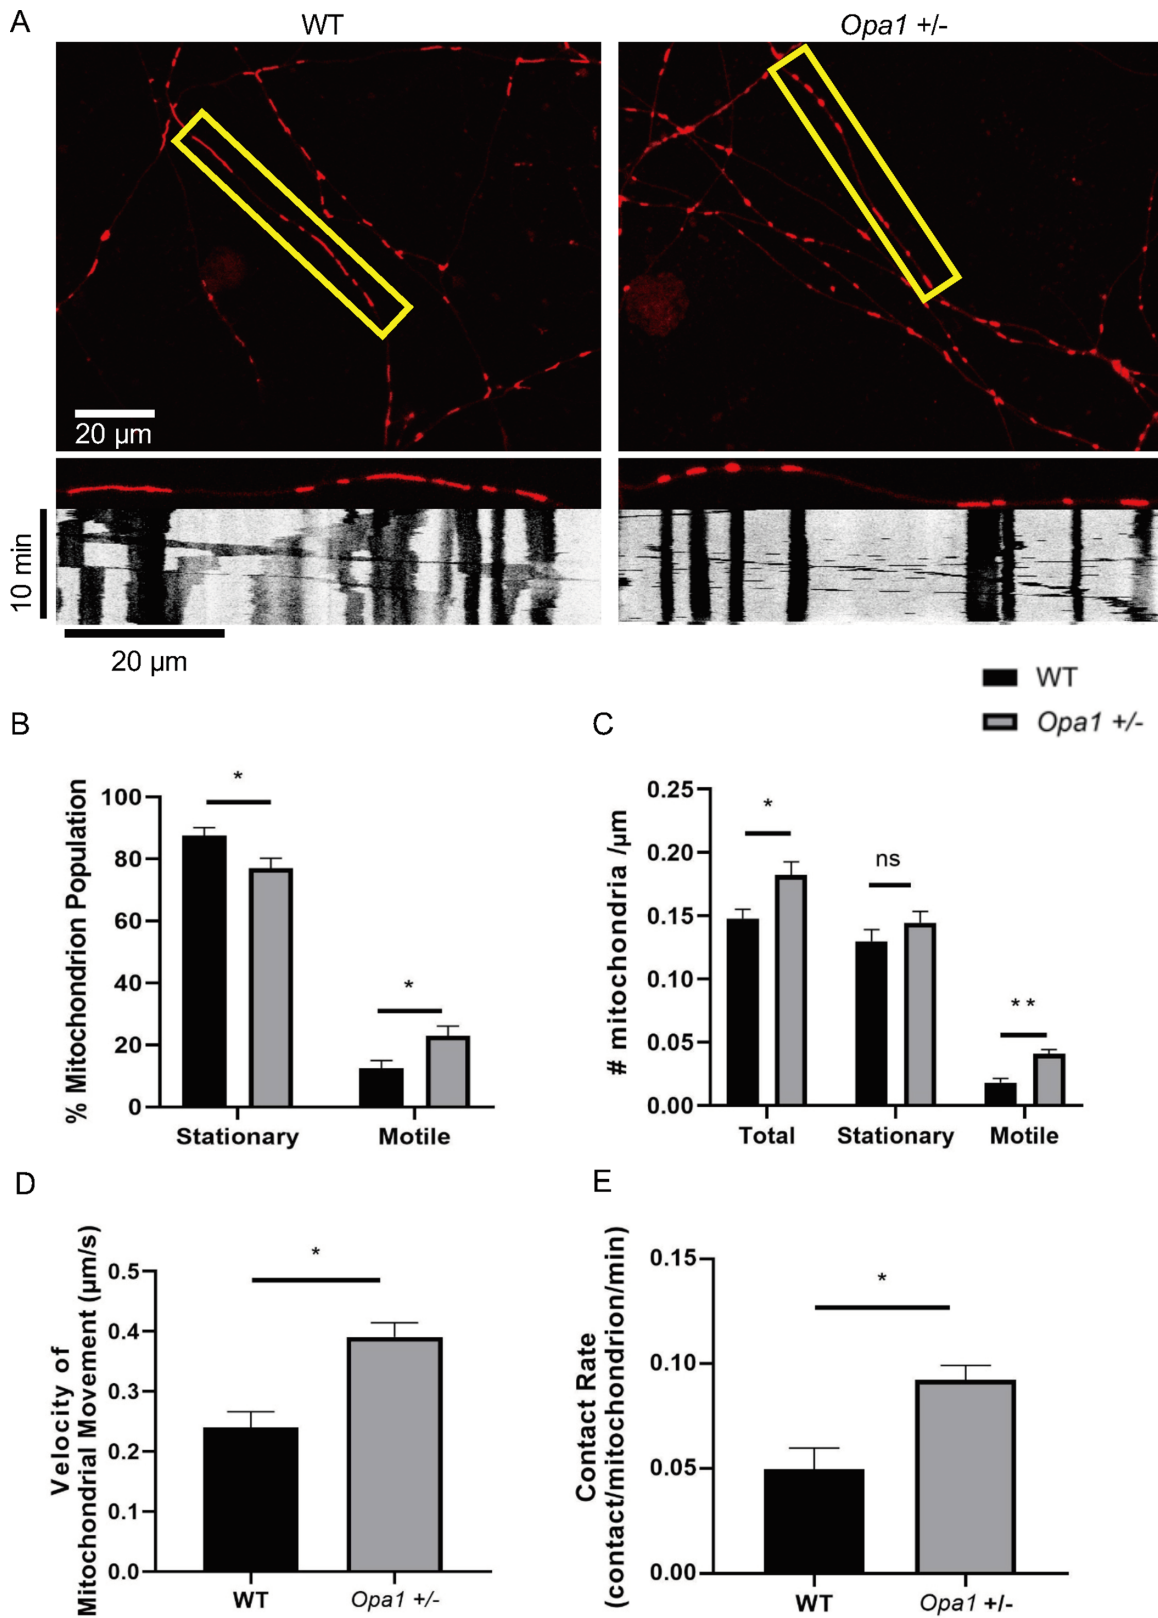 A
WT
Opa1 +/-
20 µm
10 min
20 µm
WT
Opa1 +/-
B
% Mitochondrion Population
100
80
60
40
20
0
*
*
Stationary
Motile
C
# mitochondria /µm
0.25
0.20
0.15
0.10
0.05
0.00
*
ns
**
Total
Stationary
Motile
D
Velocity of
Mitochondrial Movement (µm/s)
0.5
0.4
0.3
0.2
0.1
0.0
*
WT
Opa1 +/-
E
Contact Rate
(contact/mitochondrion/min)
0.15
0.10
0.05
0.00
*
WT
Opa1 +/-